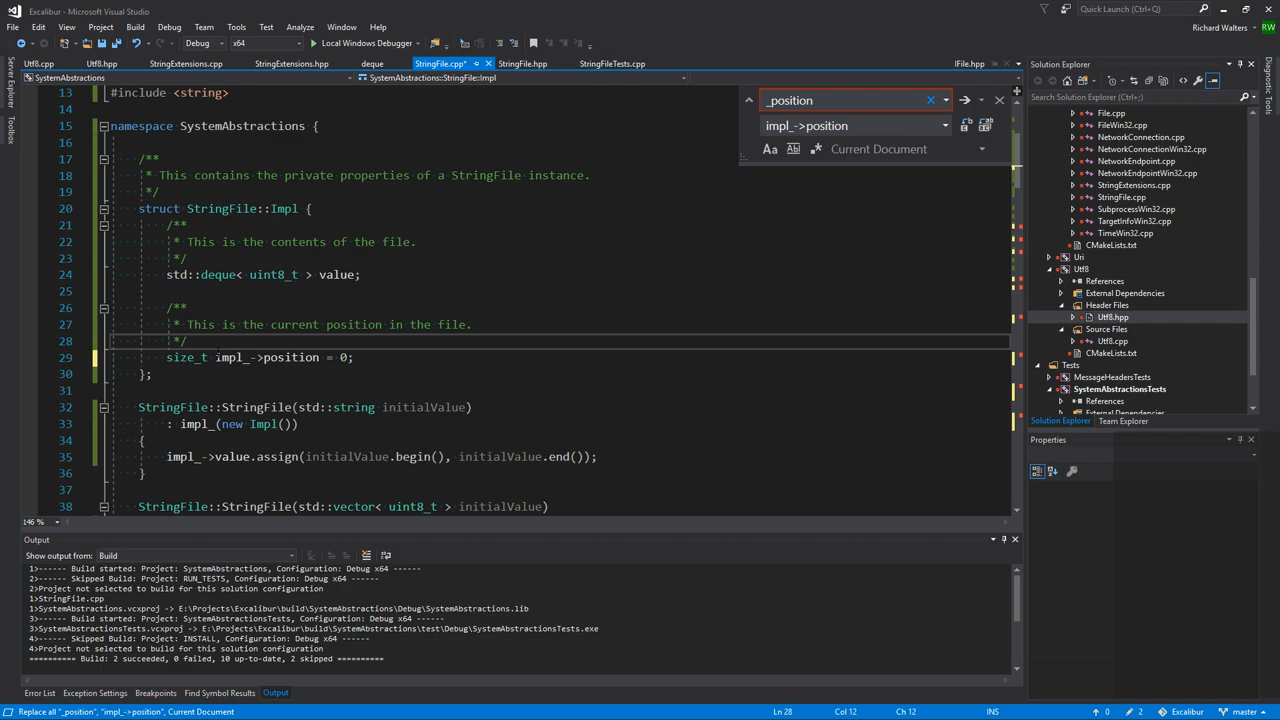 Excalibur - Microsoft Visual Studio
Quick Launch (Ctrl+Q)
File Edit View Project Build Debug Team Tools Test Analyze Window Help
Richard Walters RW
Debug x64 Local Windows Debugger
Utf8.cpp Utf8.hpp StringExtensions.cpp StringExtensions.hpp deque StringFile.cpp* StringFile.hpp StringFileTests.cpp IFile.hpp
SystemAbstractions SystemAbstractions::StringFile::Impl
Server Explorer
Toolbox
Diagnostic Tools
13 #include <string>
14
15 namespace SystemAbstractions {
16
17 /**
18 * This contains the private properties of a StringFile instance.
19 */
20 struct StringFile::Impl {
21 /**
22 * This is the contents of the file.
23 */
24 std::deque< uint8_t > value;
25
26 /**
27 * This is the current position in the file.
28 */
29 size_t impl_->position = 0;
30 };
31
32 StringFile::StringFile(std::string initialValue)
33 : impl_(new Impl())
34 {
35 impl_->value.assign(initialValue.begin(), initialValue.end());
36 }
37
38 StringFile::StringFile(std::vector< uint8_t > initialValue)
_position
impl_->position
Aa Ab .* Current Document
146 %
Solution Explorer
Search Solution Explorer (Ctrl+;)
File.cpp
FileWin32.cpp
NetworkConnection.cpp
NetworkConnectionWin32.cpp
NetworkEndpoint.cpp
NetworkEndpointWin32.cpp
StringExtensions.cpp
StringFile.cpp
SubprocessWin32.cpp
TargetInfoWin32.cpp
TimeWin32.cpp
CMakeLists.txt
Uri
Utf8
References
External Dependencies
Header Files
Utf8.hpp
Source Files
Utf8.cpp
CMakeLists.txt
Tests
MessageHeadersTests
SystemAbstractionsTests
References
External Dependencies
Solution Explorer Team Explorer
Properties
Output
Show output from: Build
1>------ Build started: Project: SystemAbstractions, Configuration: Debug x64 ------
2>------ Skipped Build: Project: RUN_TESTS, Configuration: Debug x64 ------
2>Project not selected to build for this solution configuration
1>StringFile.cpp
1>SystemAbstractions.vcxproj -> E:\Projects\Excalibur\build\SystemAbstractions\Debug\SystemAbstractions.lib
3>------ Build started: Project: SystemAbstractionsTests, Configuration: Debug x64 ------
3>SystemAbstractionsTests.vcxproj -> E:\Projects\Excalibur\build\SystemAbstractions\test\Debug\SystemAbstractionsTests.exe
4>------ Skipped Build: Project: INSTALL, Configuration: Debug x64 ------
4>Project not selected to build for this solution configuration
========== Build: 2 succeeded, 0 failed, 10 up-to-date, 2 skipped ==========
Error List Exception Settings Breakpoints Find Symbol Results Output
Replace all "_position", "impl_->position", Current Document Ln 28 Col 12 Ch 12 INS 0 2 Excalibur master